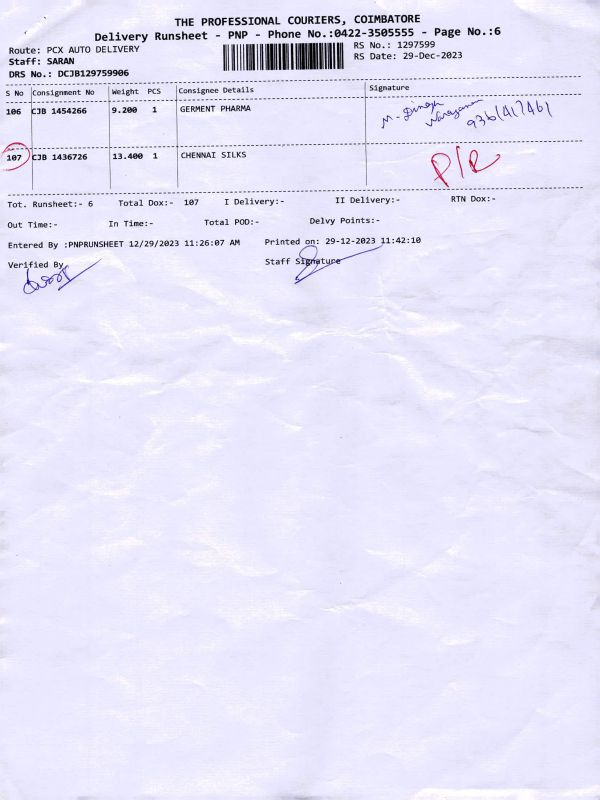 THE PROFESSIONAL COURIERS, COIMBATORE
Delivery Runsheet - PNP - Phone No.:0422-3505555 - Page No.:6
Route: PCX AUTO DELIVERY RS No.: 1297599
Staff: SARAN RS Date: 29-Dec-2023
DRS No.: DCJB129759906
S No Consignment No Weight PCS Consignee Details Signature
106 CJB 1454266 9.200 1 GERMENT PHARMA M. Dinesh
Narayanan
107 CJB 1436726 13.400 1 CHENNAI SILKS P/R
Tot. Runsheet:- 6 Total Dox:- 107 I Delivery:- II Delivery:- RTN Dox:-
Out Time:- In Time:- Total POD:- Delvy Points:-
Entered By :PNPRUNSHEET 12/29/2023 11:26:07 AM Printed on: 29-12-2023 11:42:10
Verified By Staff Signature